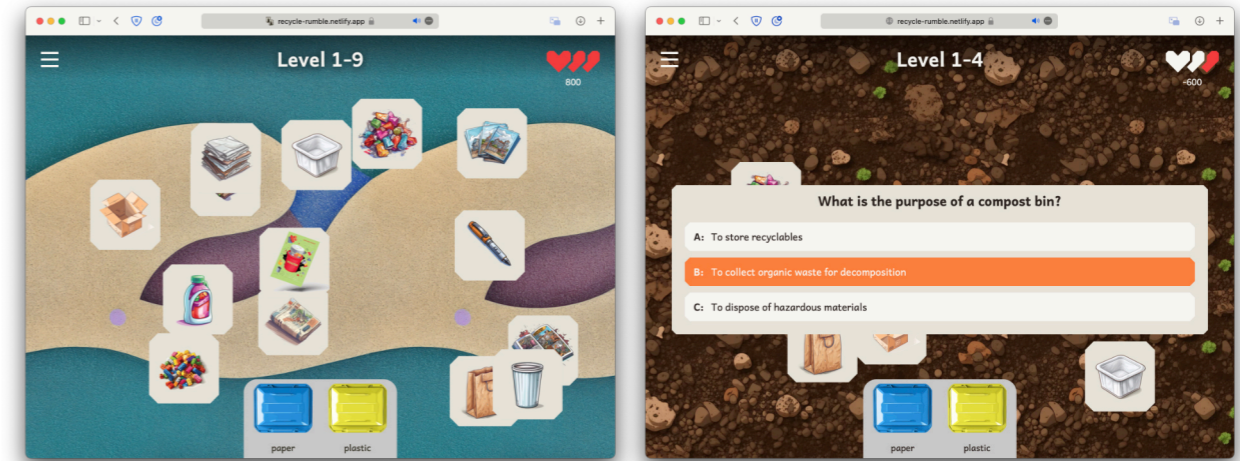 recycle-rumble.netlify.app
Level 1-9
800
paper
plastic
recycle-rumble.netlify.app
Level 1-4
-600
What is the purpose of a compost bin?
A: To store recyclables
B: To collect organic waste for decomposition
C: To dispose of hazardous materials
paper
plastic